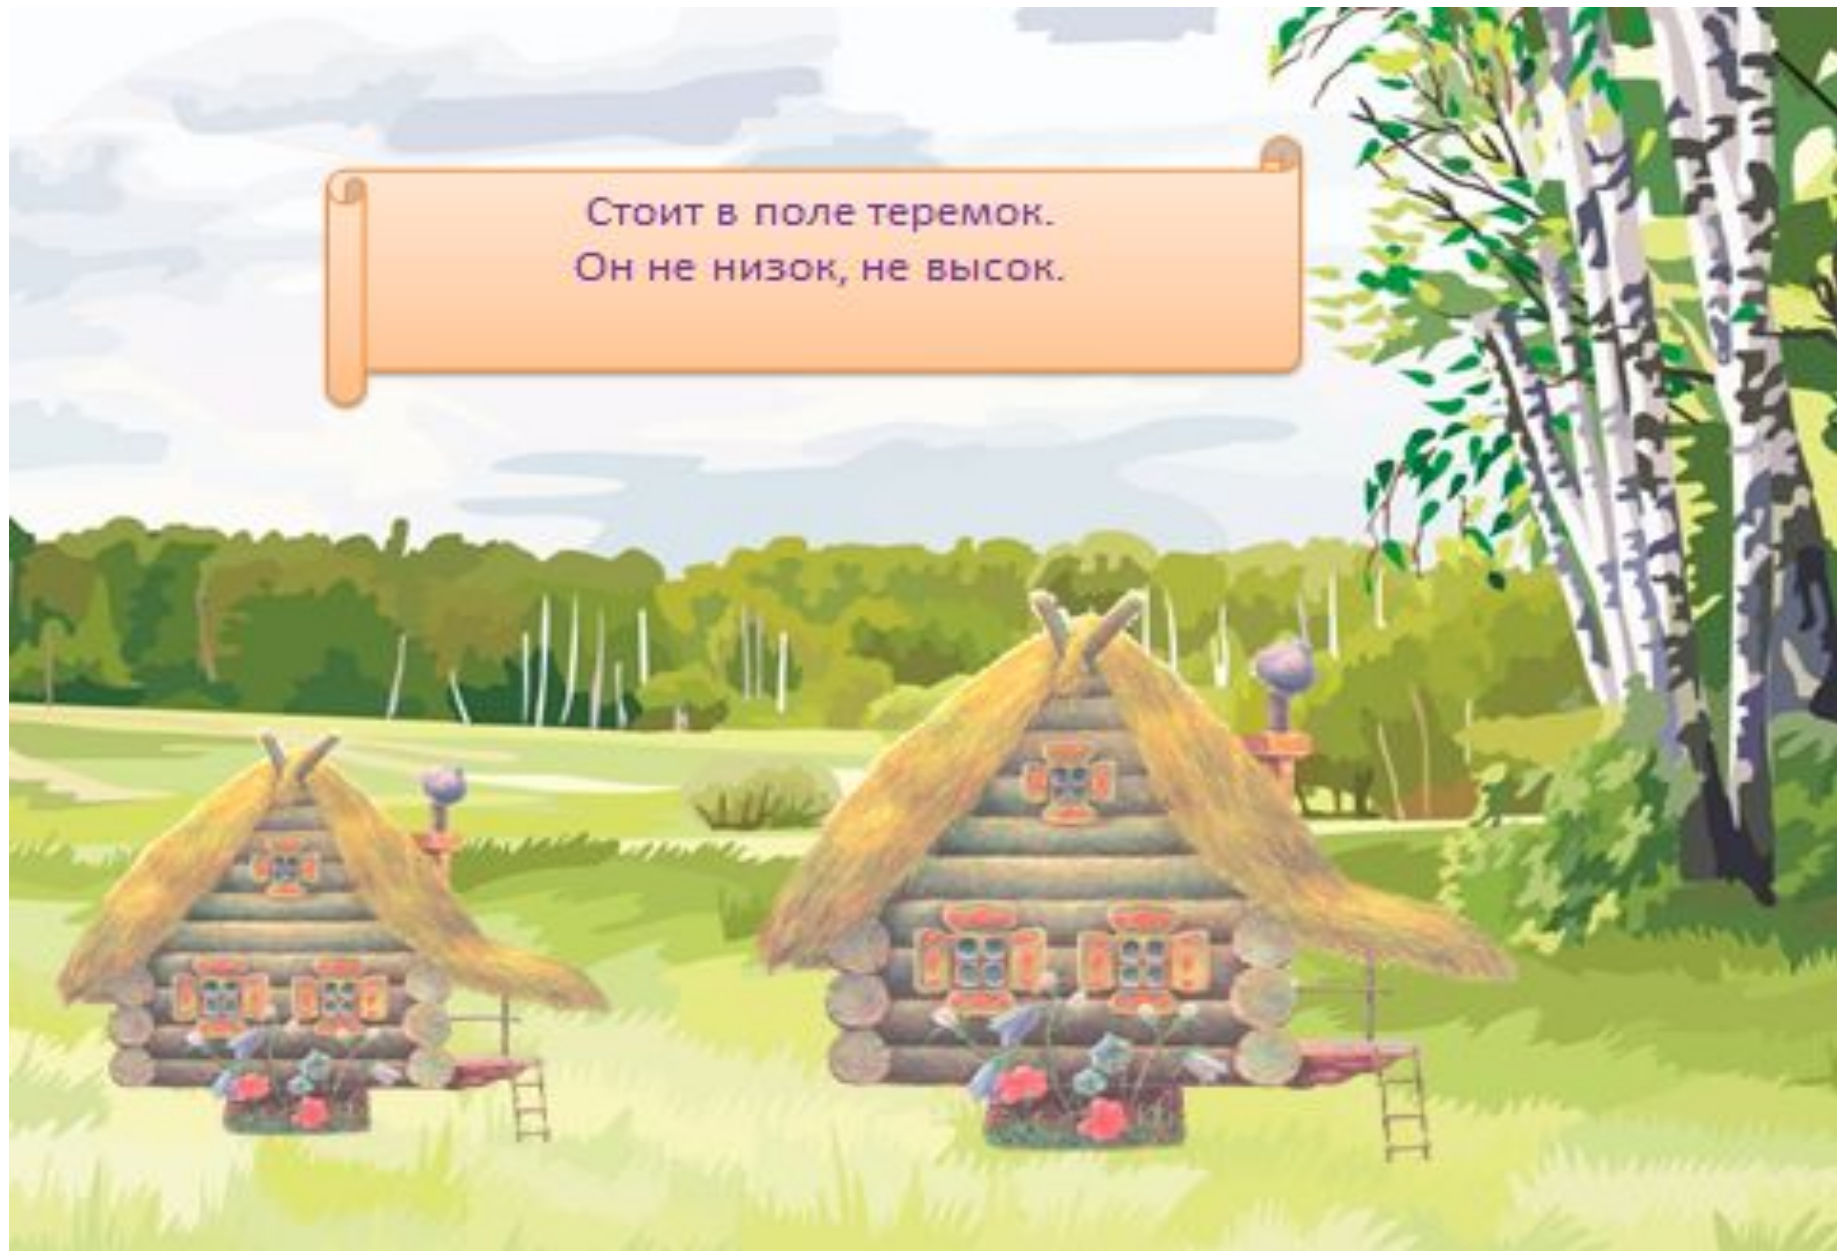 Стоит в поле теремок.
Он не низок, не высок.